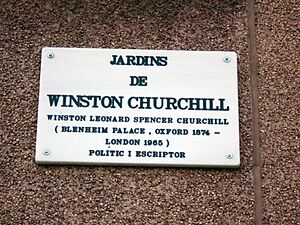 JARDINS
DE
WINSTON CHURCHILL
WINSTON LEONARD SPENCER CHURCHILL
( BLENHEIM PALACE , OXFORD 1874 –
LONDON 1965 )
POLITIC I ESCRIPTOR